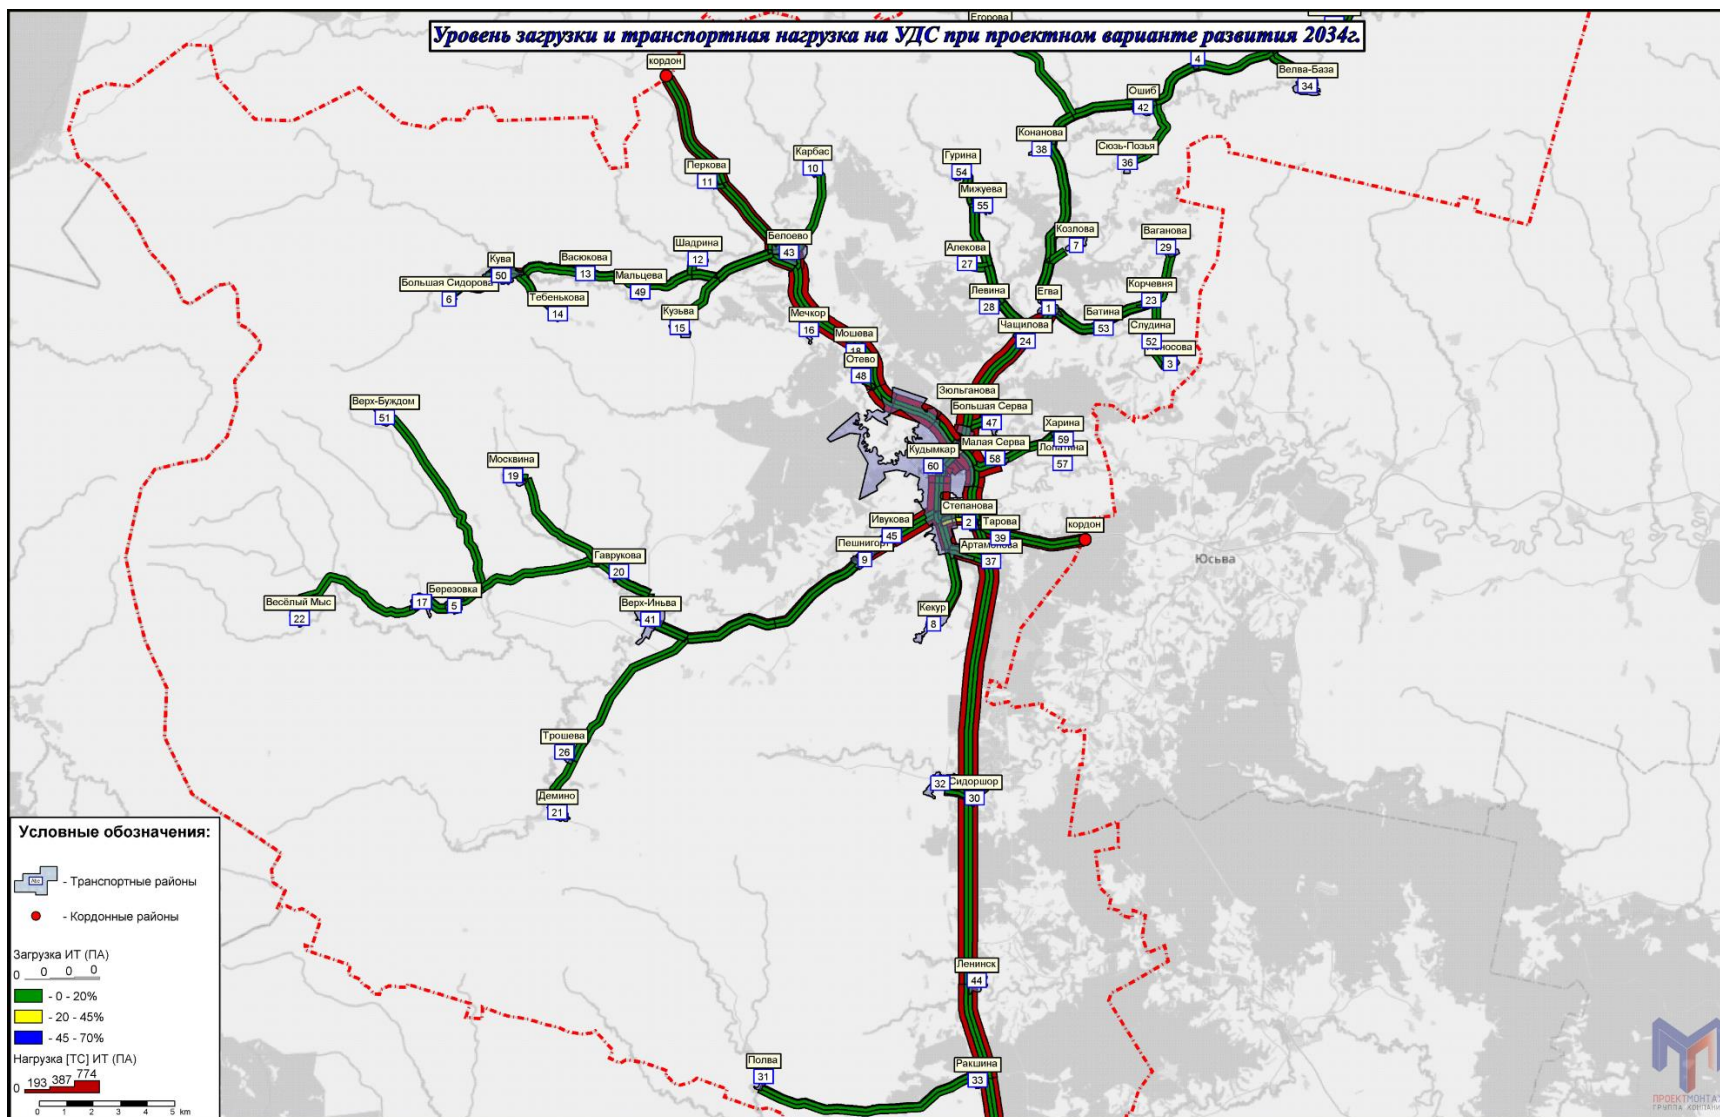 Егорова
Уровень загрузки и транспортная нагрузка на УДС при проектном варианте развития 2034г.
кордон
4
Велва-База
34
Ошиб
42
Конанова
38
Сюзь-Позья
36
Перкова
11
Карбас
10
Гурина
54
Мижуева
55
Белоево
43
Шадрина
12
Алекова
27
Козлова
7
Ваганова
29
Кува
50
Васюкова
13
Мальцева
49
Большая Сидорова
6
Тебенькова
14
Кузьва
15
Левина
28
Егва
1
Корчевня
23
Батина
53
Мечкор
16
Чащилова
24
Слудина
52
3
Мошева
18
Отево
48
Зюльганова
Большая Серва
47
Верх-Буждом
51
Харина
59
Малая Серва
58
Лопатина
57
Кудымкар
60
Москвина
19
Степанова
2
Ивукова
45
Тарова
39
кордон
Пешнигорт
9
Артамонова
37
Юсьва
Гаврукова
20
Березовка
17
5
Весёлый Мыс
22
Верх-Иньва
41
Кекур
8
Трошева
26
Демино
21
32
Сидоршор
30
Ленинск
44
Полва
31
Ракшина
33
Условные обозначения:
№
- Транспортные районы
- Кордонные районы
Загрузка ИТ (ПА)
0 0 0 0
- 0 - 20%
- 20 - 45%
- 45 - 70%
Нагрузка [ТС] ИТ (ПА)
0 193 387 774
0 1 2 3 4 5 km
ПРОЕКТМОНТАЖ
ГРУППА КОМПАНИЙ